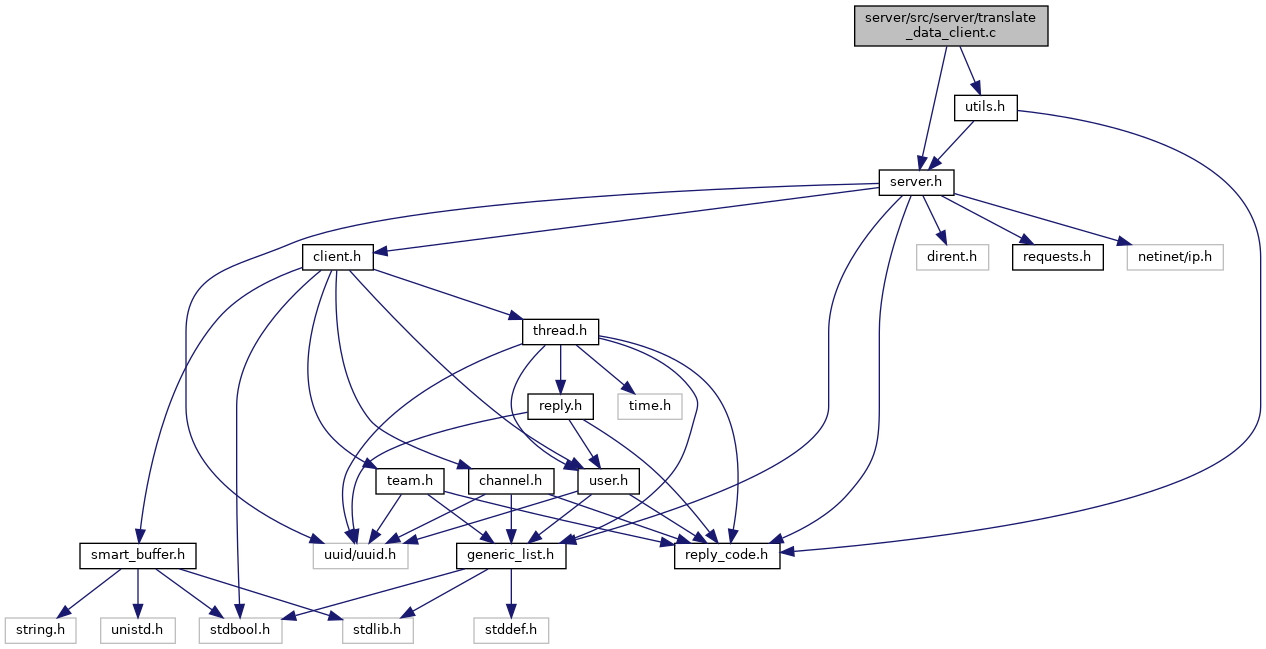 server/src/server/translate
_data_client.c
utils.h
server.h
client.h
dirent.h
requests.h
netinet/ip.h
thread.h
reply.h
time.h
team.h
channel.h
user.h
smart_buffer.h
uuid/uuid.h
generic_list.h
reply_code.h
string.h
unistd.h
stdbool.h
stdlib.h
stddef.h